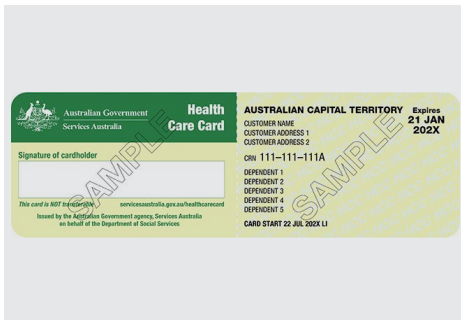 Australian Government
Services Australia
Health
Care Card
Signature of cardholder
This card is NOT transferable
servicesaustralia.gov.au/healthcarecard
Issued by the Australian Government agency, Services Australia
on behalf of the Department of Social Services
SAMPLE
AUSTRALIAN CAPITAL TERRITORY
Expires
21 JAN
202X
CUSTOMER NAME
CUSTOMER ADDRESS 1
CUSTOMER ADDRESS 2
CRN 111–111–111A
DEPENDENT 1
DEPENDENT 2
DEPENDENT 3
DEPENDENT 4
DEPENDENT 5
CARD START 22 JUL 202X LI
SAMPLE